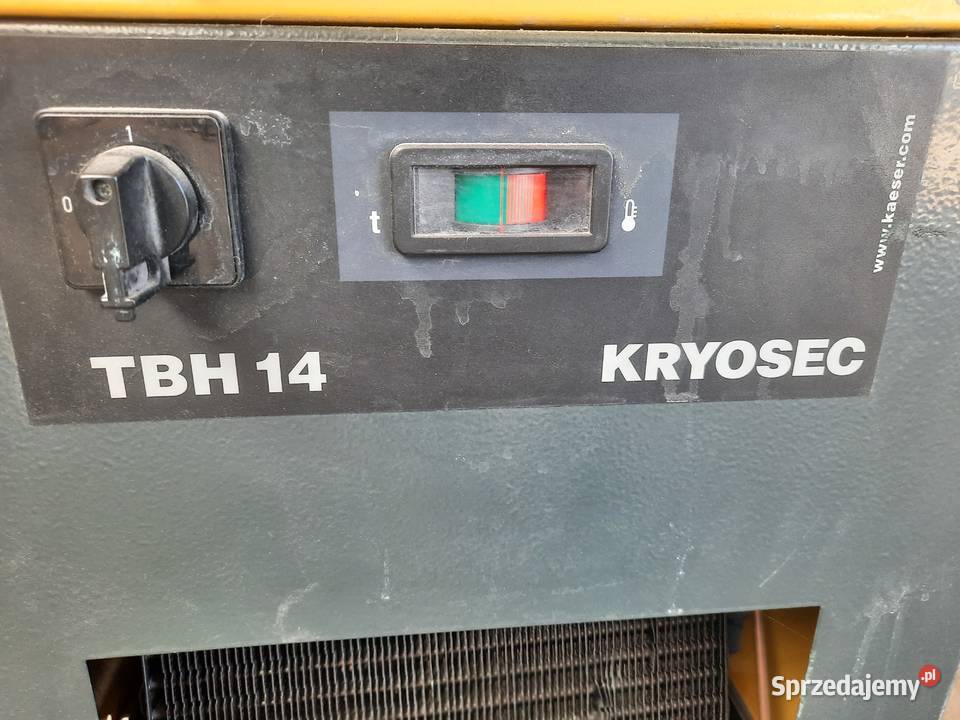 1
0
t
www.kaeser.com
TBH 14
KRYOSEC
Sprzedajemy.pl